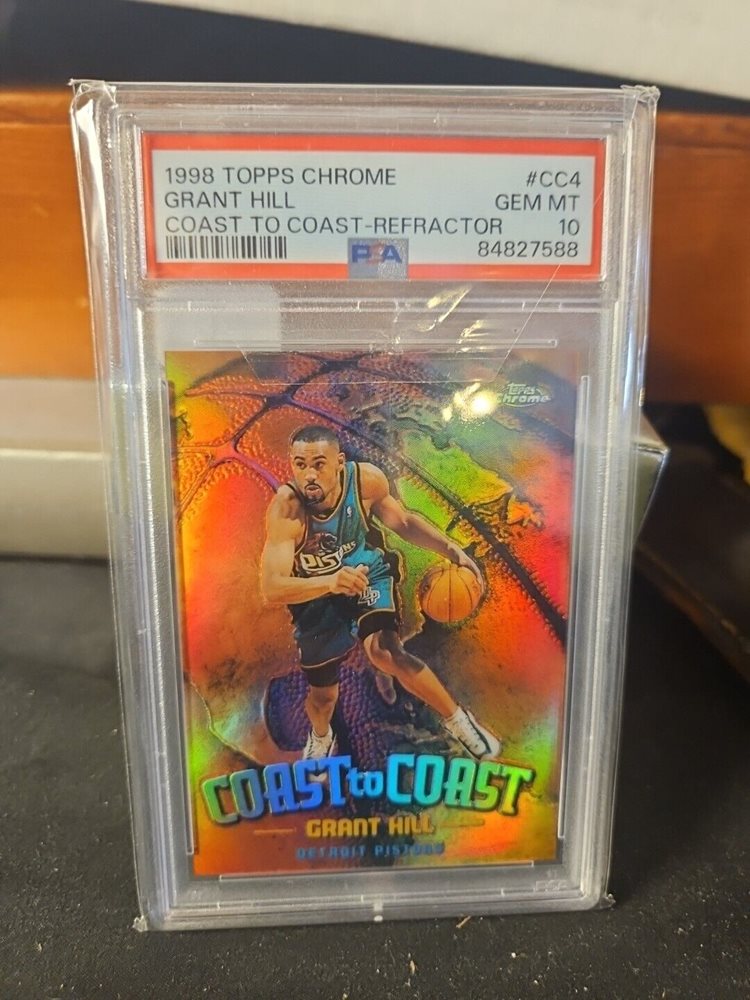 1998 TOPPS CHROME #CC4
GRANT HILL GEM MT
COAST TO COAST-REFRACTOR 10
PSA 84827588
TOPPS
Chrome
PISTONS
COAST to COAST
GRANT HILL
DETROIT PISTONS